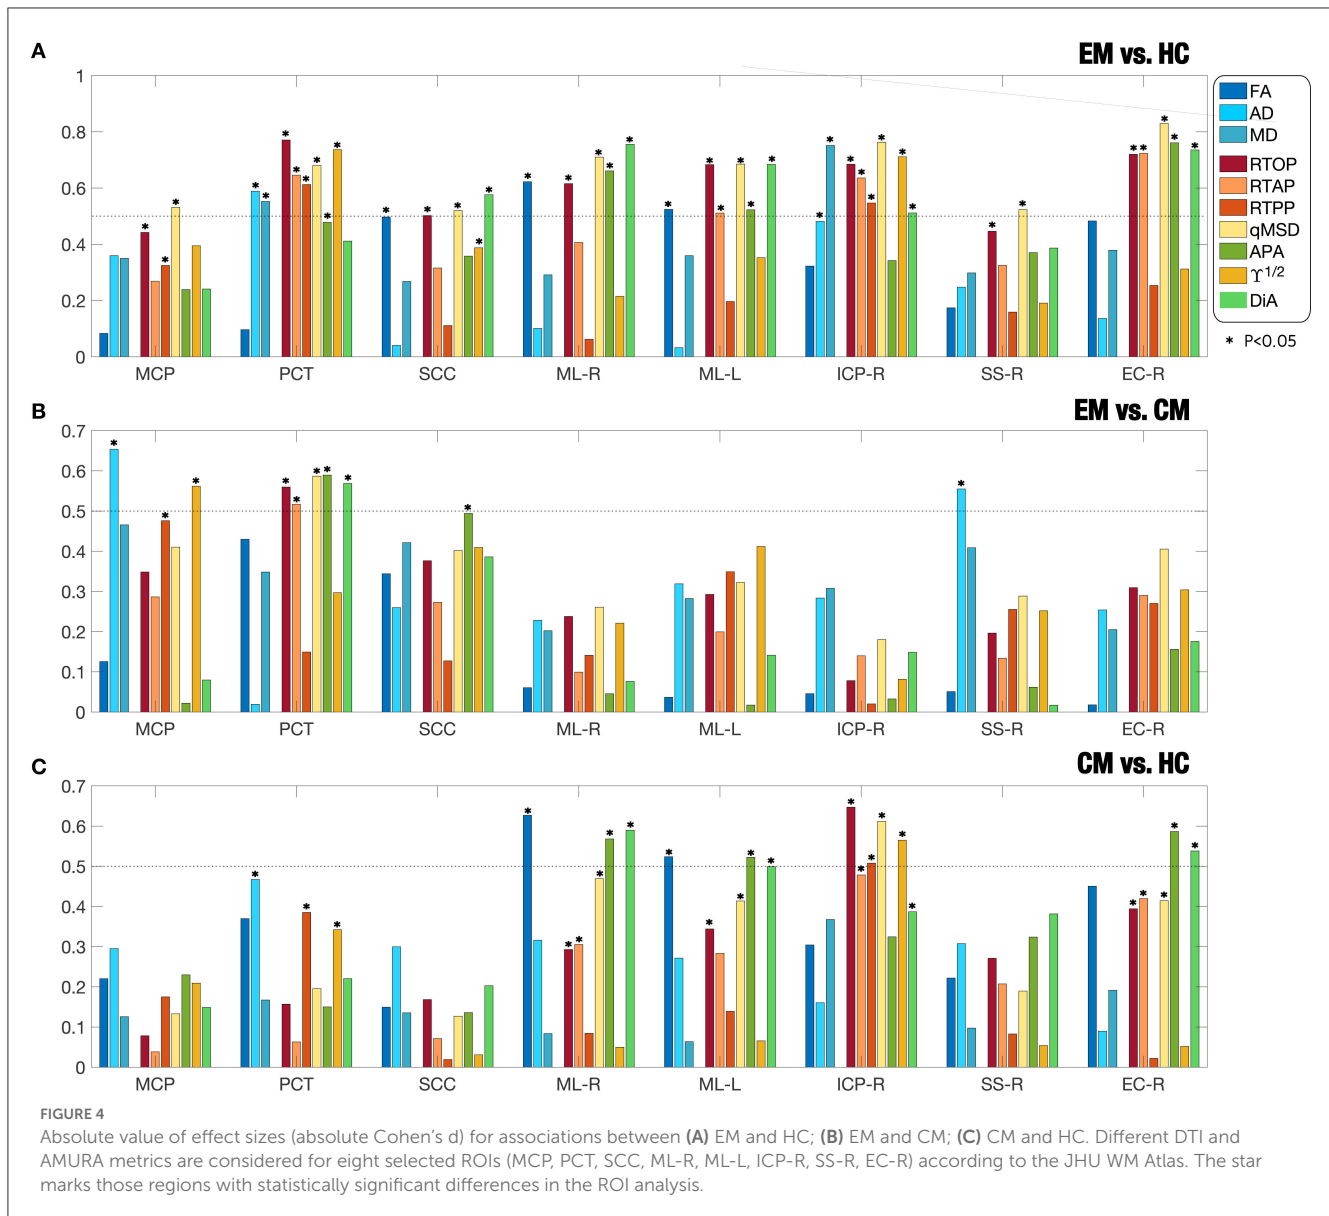 A
EM vs. HC
1
0.8
0.6
0.4
0.2
0
MCP PCT SCC ML-R ML-L ICP-R SS-R EC-R
FA
AD
MD
RTOP
RTAP
RTPP
qMSD
APA
ϒ1/2
DiA
* P<0.05
B
EM vs. CM
0.7
0.6
0.5
0.4
0.3
0.2
0.1
0
MCP PCT SCC ML-R ML-L ICP-R SS-R EC-R
C
CM vs. HC
0.7
0.6
0.5
0.4
0.3
0.2
0.1
0
MCP PCT SCC ML-R ML-L ICP-R SS-R EC-R
FIGURE 4
Absolute value of effect sizes (absolute Cohen's d) for associations between (A) EM and HC; (B) EM and CM; (C) CM and HC. Different DTI and
AMURA metrics are considered for eight selected ROIs (MCP, PCT, SCC, ML-R, ML-L, ICP-R, SS-R, EC-R) according to the JHU WM Atlas. The star
marks those regions with statistically significant differences in the ROI analysis.